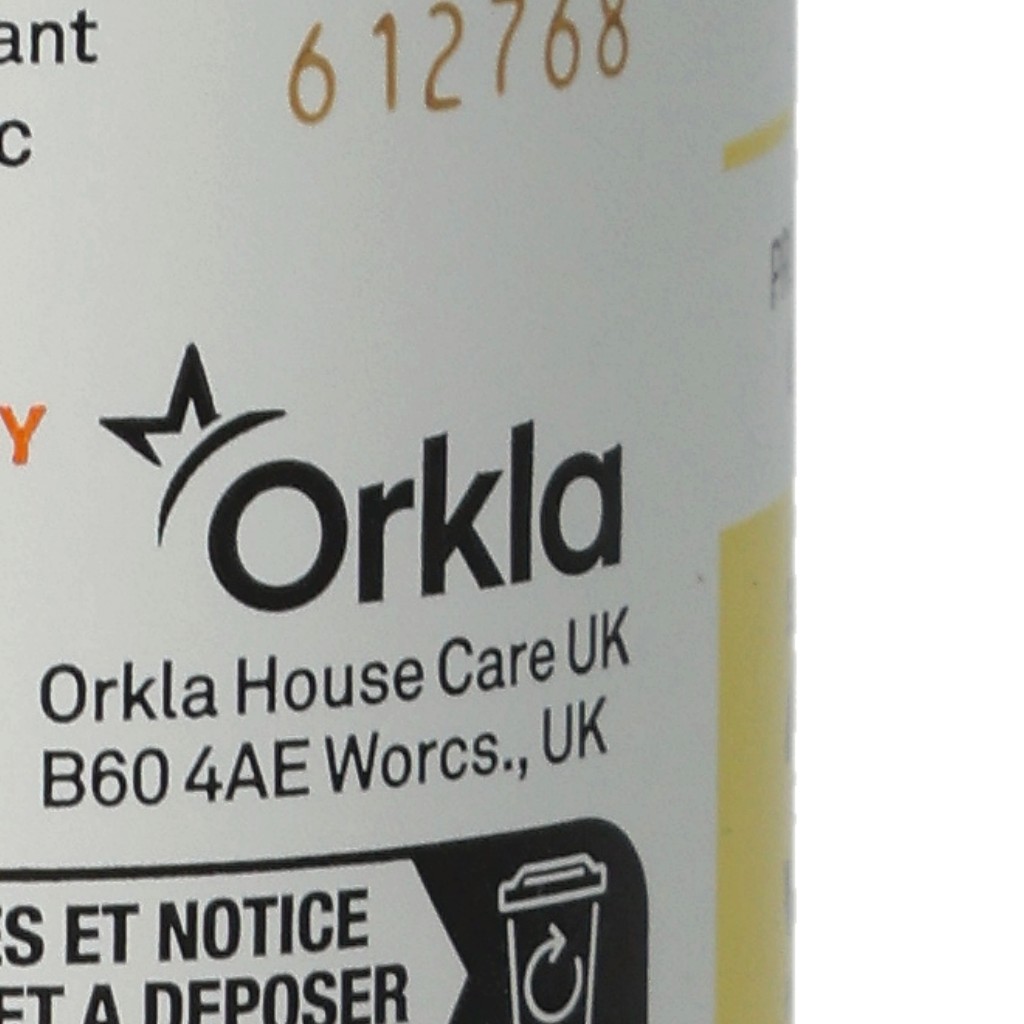 ant
612768
c
Y
Orkla
Orkla House Care UK
B60 4AE Worcs., UK
ES ET NOTICE
ET A DEPOSER